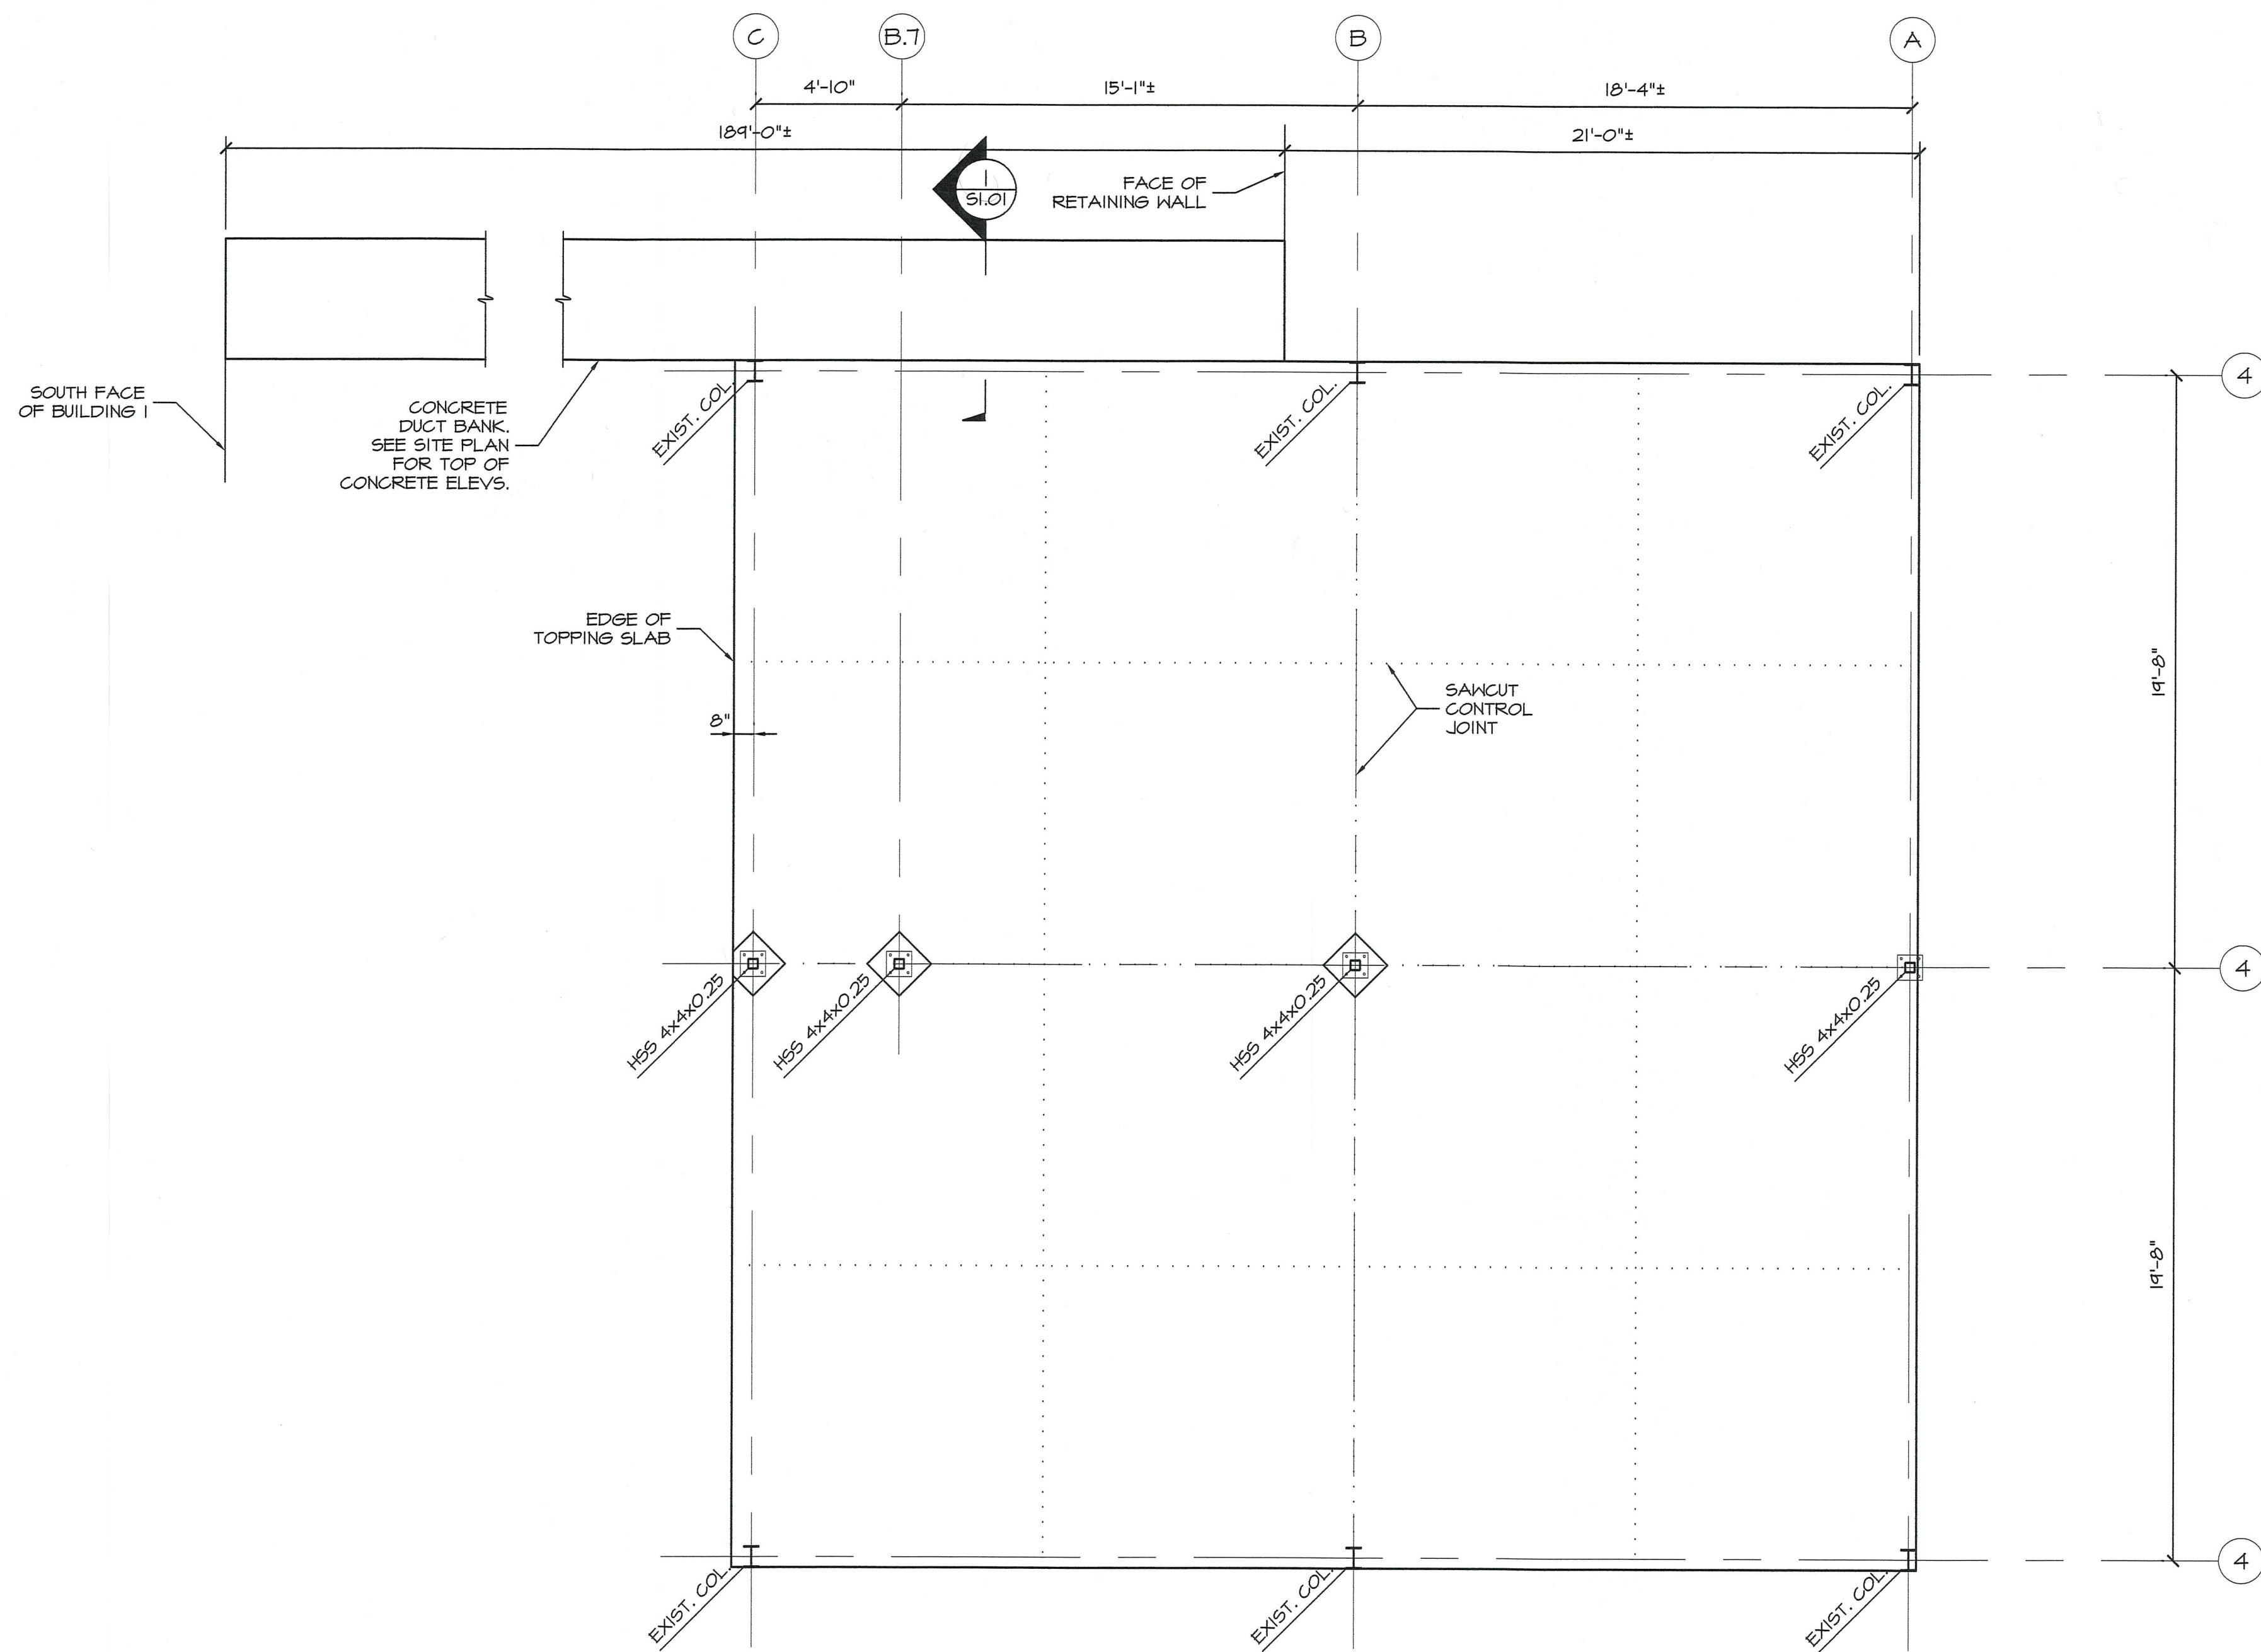 C
B.7
B
A
4'-10"
15'-1"±
18'-4"±
189'-0"±
21'-0"±
1
S1.01
FACE OF
RETAINING WALL
4
SOUTH FACE
OF BUILDING 1
CONCRETE
DUCT BANK.
SEE SITE PLAN
FOR TOP OF
CONCRETE ELEVS.
EXIST. COL.
EXIST. COL.
EXIST. COL.
EDGE OF
TOPPING SLAB
19'-8"
SAWCUT
CONTROL
JOINT
8"
4
HSS 4x4x0.25
HSS 4x4x0.25
HSS 4x4x0.25
HSS 4x4x0.25
19'-8"
4
EXIST. COL.
EXIST. COL.
EXIST. COL.